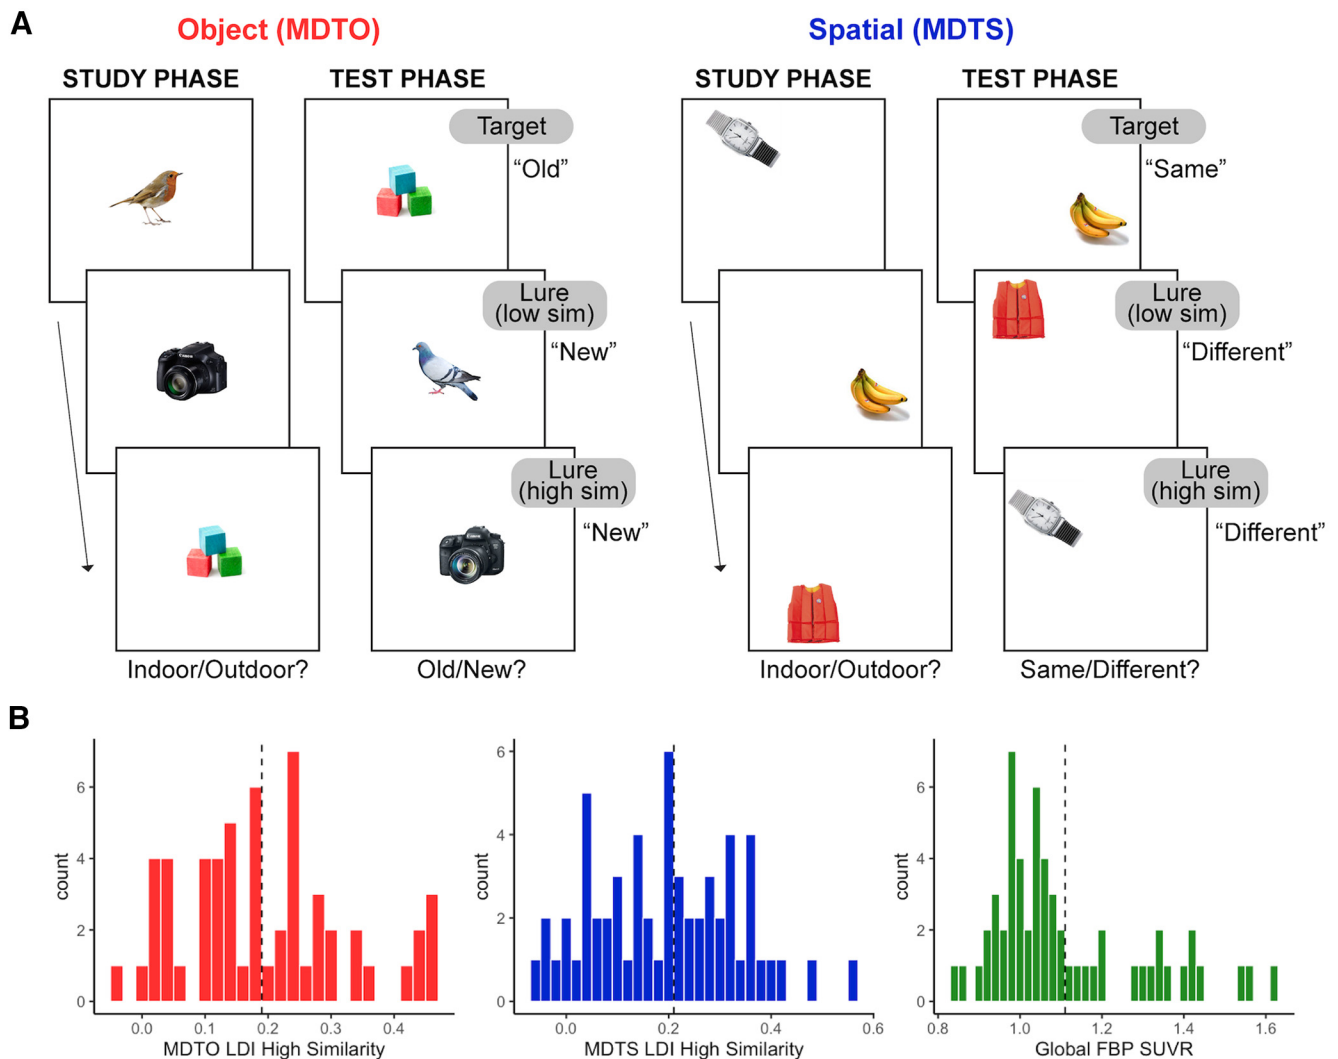 A
Object (MDTO)
Spatial (MDTS)
STUDY PHASE
TEST PHASE
STUDY PHASE
TEST PHASE
Target
“Old”
Lure
(low sim)
“New”
Lure
(high sim)
“New”
Target
“Same”
Lure
(low sim)
“Different”
Lure
(high sim)
“Different”
Indoor/Outdoor?
Old/New?
Indoor/Outdoor?
Same/Different?
B
count
6
4
2
0
0.0 0.1 0.2 0.3 0.4
MDTO LDI High Similarity
count
6
4
2
0
0.0 0.2 0.4 0.6
MDTS LDI High Similarity
count
6
4
2
0
0.8 1.0 1.2 1.4 1.6
Global FBP SUVR